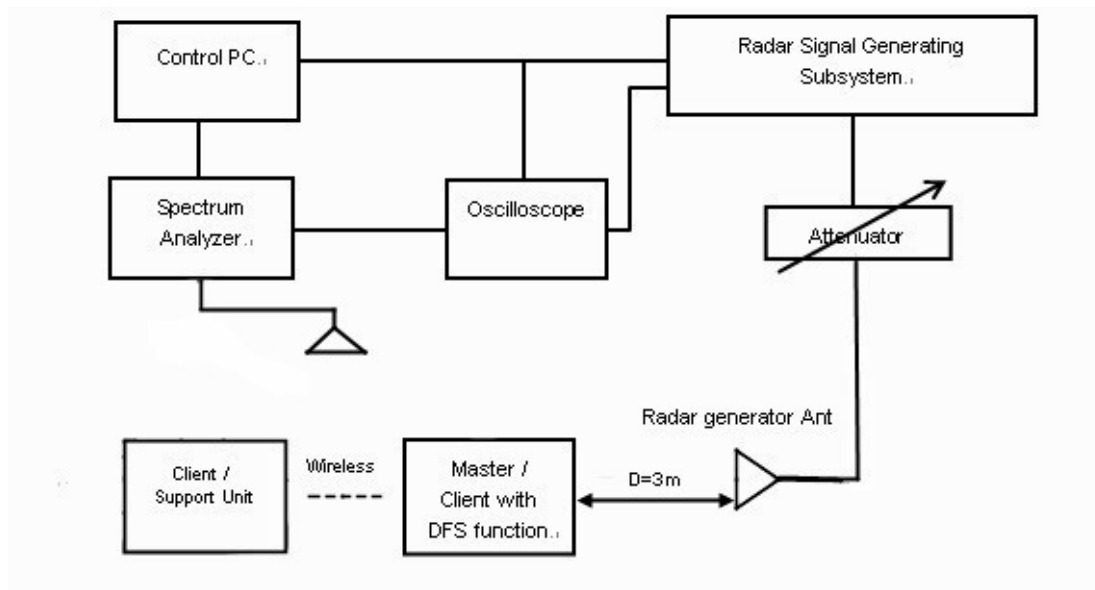 Control PC..
Radar Signal Generating
Subsystem..
Spectrum
Analyzer..
Oscilloscope
Attenuator
Radar generator Ant
Client /
Support Unit
Wireless
Master /
Client with
DFS function..
D=3m